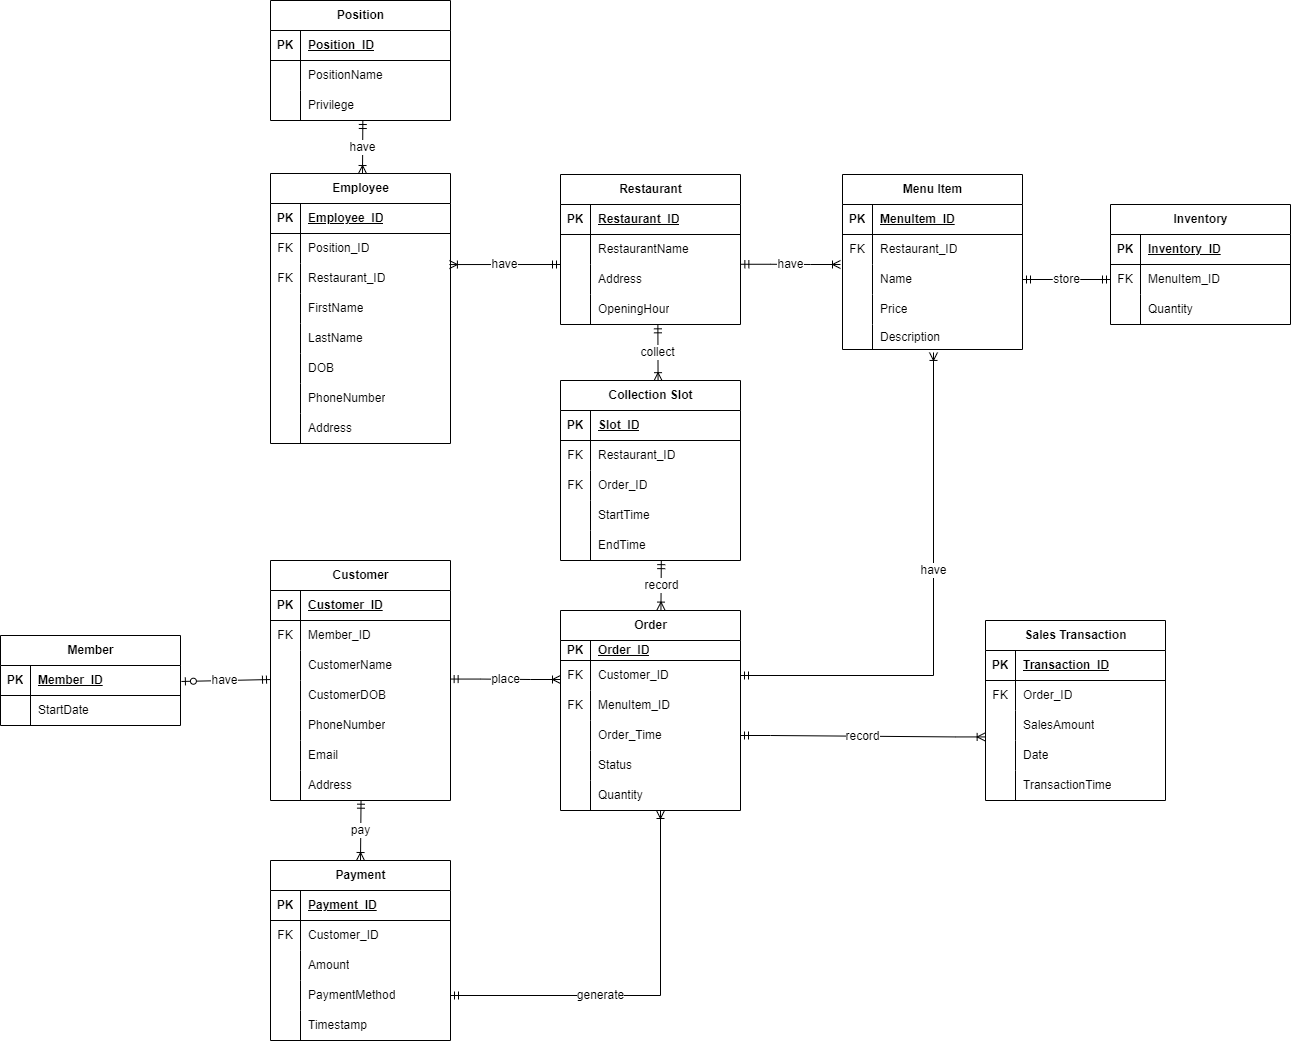 Position
PK Position_ID
PositionName
Privilege
have
Employee
PK Employee_ID
FK Position_ID
FK Restaurant_ID
FirstName
LastName
DOB
PhoneNumber
Address
have
Restaurant
PK Restaurant_ID
RestaurantName
Address
OpeningHour
have
Menu Item
PK MenuItem_ID
FK Restaurant_ID
Name
Price
Description
store
Inventory
PK Inventory_ID
FK MenuItem_ID
Quantity
collect
Collection Slot
PK Slot_ID
FK Restaurant_ID
FK Order_ID
StartTime
EndTime
record
have
Member
PK Member_ID
StartDate
have
Customer
PK Customer_ID
FK Member_ID
CustomerName
CustomerDOB
PhoneNumber
Email
Address
place
Order
PK Order_ID
FK Customer_ID
FK MenuItem_ID
Order_Time
Status
Quantity
record
Sales Transaction
PK Transaction_ID
FK Order_ID
SalesAmount
Date
TransactionTime
pay
Payment
PK Payment_ID
FK Customer_ID
Amount
PaymentMethod
Timestamp
generate